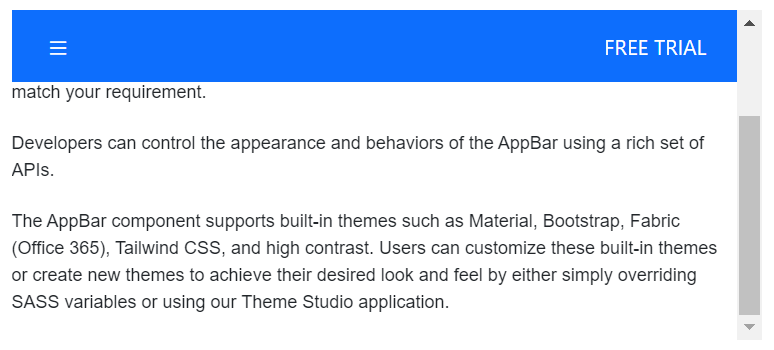 FREE TRIAL
match your requirement.
Developers can control the appearance and behaviors of the AppBar using a rich set of
APIs.
The AppBar component supports built-in themes such as Material, Bootstrap, Fabric
(Office 365), Tailwind CSS, and high contrast. Users can customize these built-in themes
or create new themes to achieve their desired look and feel by either simply overriding
SASS variables or using our Theme Studio application.